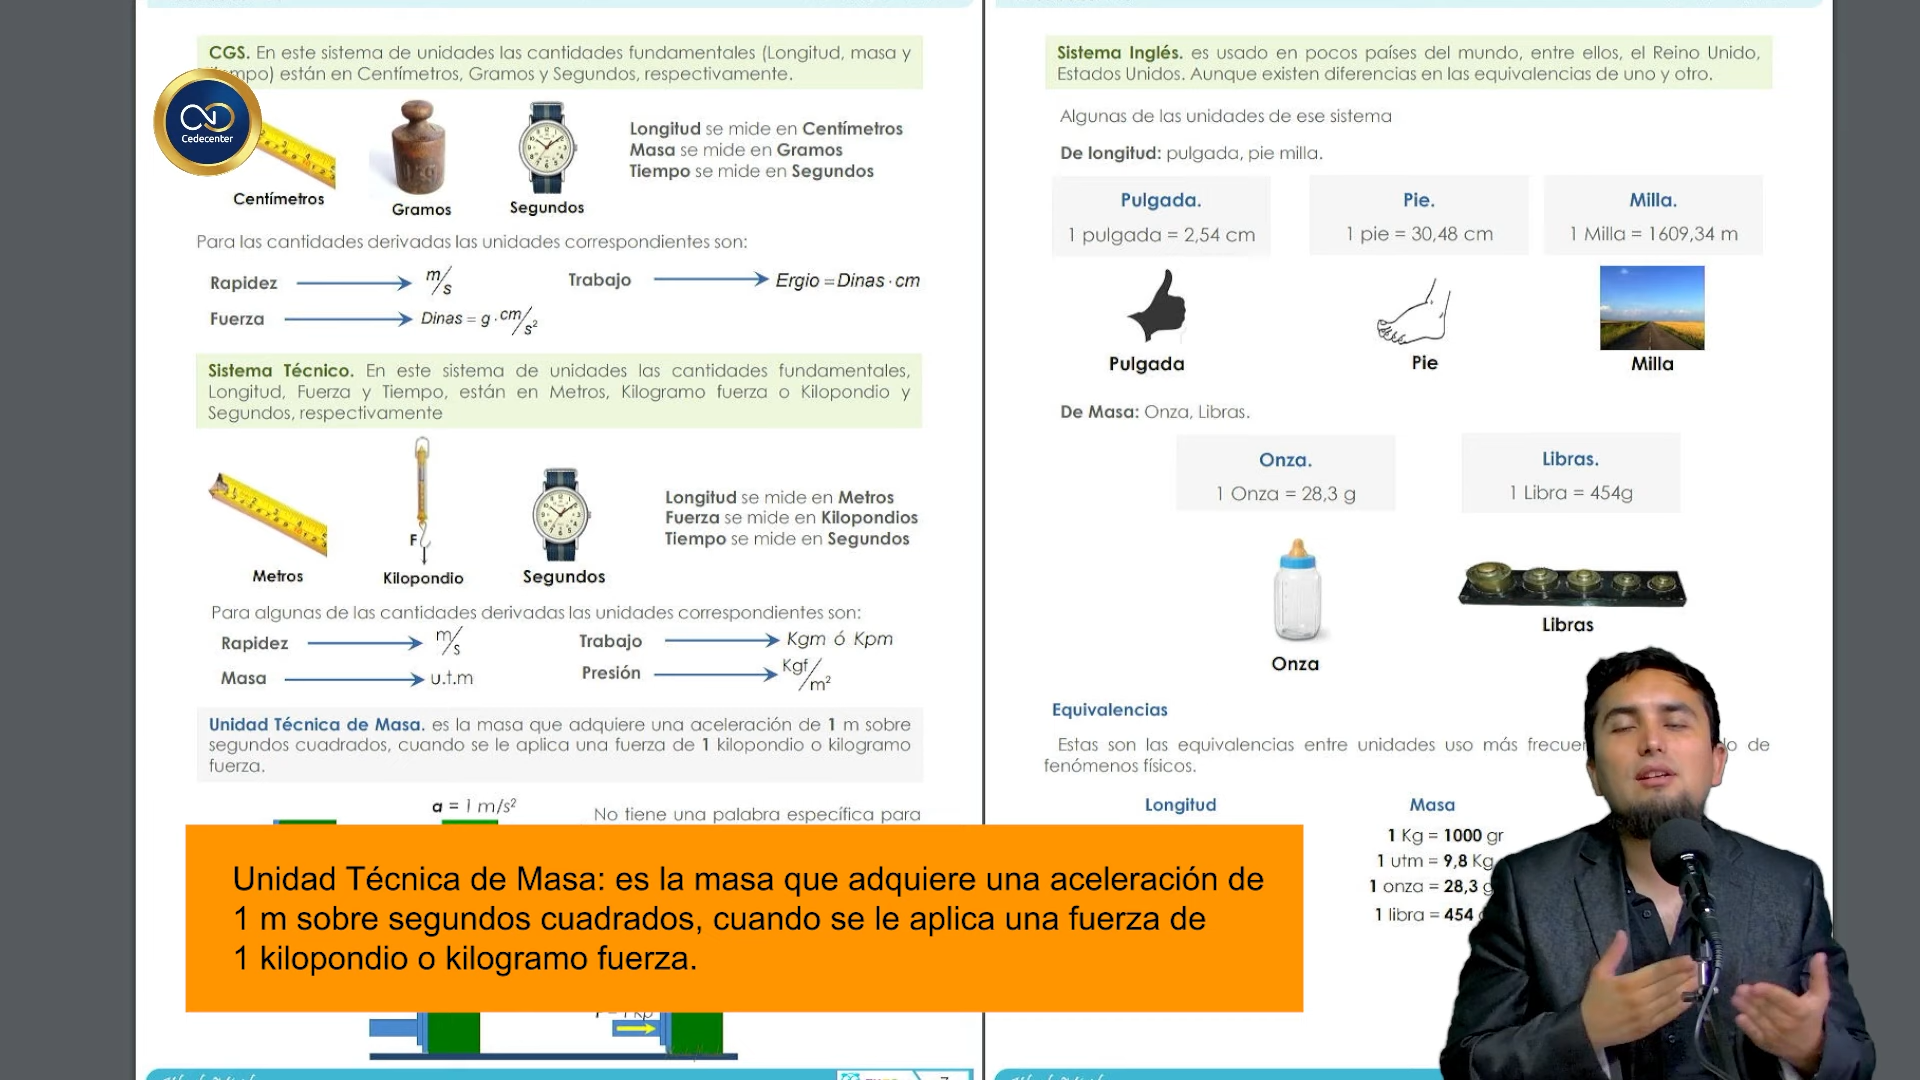 CGS. En este sistema de unidades las cantidades fundamentales (Longitud, masa y
tiempo) están en Centímetros, Gramos y Segundos, respectivamente.
Cedecenter
Centímetros
Gramos
Segundos
Longitud se mide en Centímetros
Masa se mide en Gramos
Tiempo se mide en Segundos
Para las cantidades derivadas las unidades correspondientes son:
Rapidez m/s
Trabajo Ergio = Dinas · cm
Fuerza Dinas = g · cm/s²
Sistema Técnico. En este sistema de unidades las cantidades fundamentales,
Longitud, Fuerza y Tiempo, están en Metros, Kilogramo fuerza o Kilopondio y
Segundos, respectivamente
F
Metros
Kilopondio
Segundos
Longitud se mide en Metros
Fuerza se mide en Kilopondios
Tiempo se mide en Segundos
Para algunas de las cantidades derivadas las unidades correspondientes son:
Rapidez m/s
Trabajo Kgm ó Kpm
Masa u.t.m
Presión Kgf/m²
Unidad Técnica de Masa. es la masa que adquiere una aceleración de 1 m sobre
segundos cuadrados, cuando se le aplica una fuerza de 1 kilopondio o kilogramo
fuerza.
a = 1 m/s²
No tiene una palabra específica para
Unidad Técnica de Masa: es la masa que adquiere una aceleración de
1 m sobre segundos cuadrados, cuando se le aplica una fuerza de
1 kilopondio o kilogramo fuerza.
Sistema Inglés. es usado en pocos países del mundo, entre ellos, el Reino Unido,
Estados Unidos. Aunque existen diferencias en las equivalencias de uno y otro.
Algunas de las unidades de ese sistema
De longitud: pulgada, pie milla.
Pulgada.
1 pulgada = 2,54 cm
Pie.
1 pie = 30,48 cm
Milla.
1 Milla = 1609,34 m
Pulgada
Pie
Milla
De Masa: Onza, Libras.
Onza.
1 Onza = 28,3 g
Libras.
1 Libra = 454g
Onza
Libras
Equivalencias
Estas son las equivalencias entre unidades uso más de
fenómenos físicos.
Longitud
Masa
1 Kg = 1000 gr
1 utm = 9,8 Kg
1 onza = 28,3 g
1 libra = 454